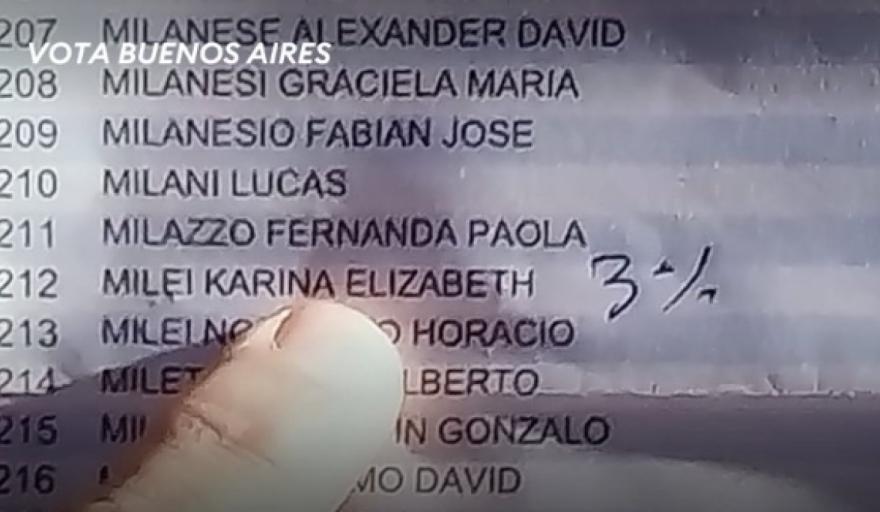 207 MILANESE ALEXANDER DAVID
VOTA BUENOS AIRES
208 MILANESI GRACIELA MARIA
209 MILANESIO FABIAN JOSE
210 MILANI LUCAS
211 MILAZZO FERNANDA PAOLA
212 MILEI KARINA ELIZABETH 3%
213 HORACIO
214
215 GONZALO
216 DAVID